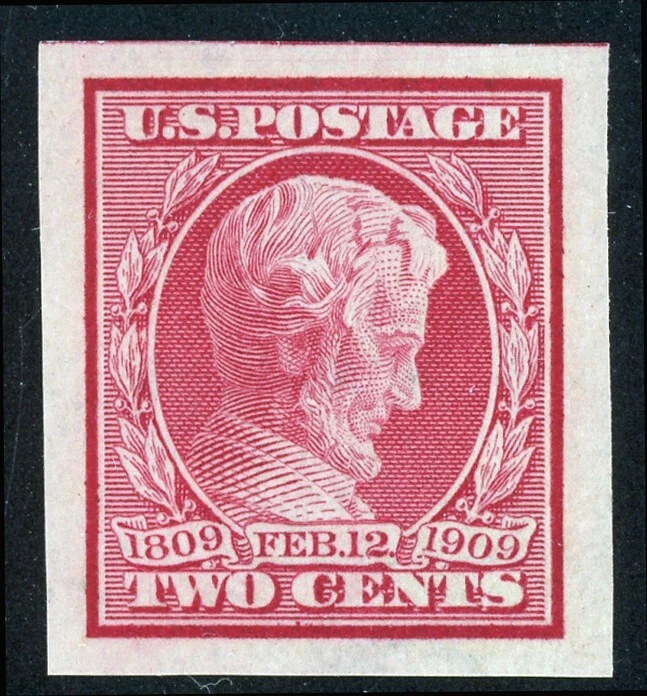 U.S.POSTAGE
1809 FEB.12. 1909
TWO CENTS